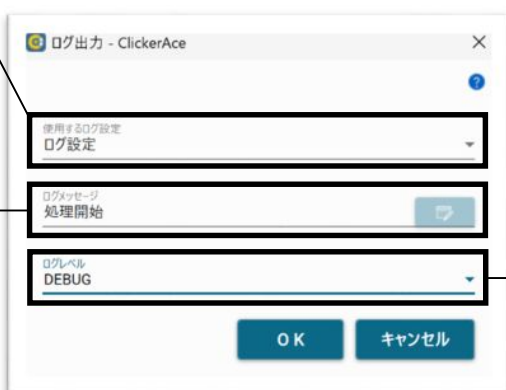 ログ出力 - ClickerAce
?
使用するログ設定
ログ設定
ログメッセージ
処理開始
ログレベル
DEBUG
OK キャンセル